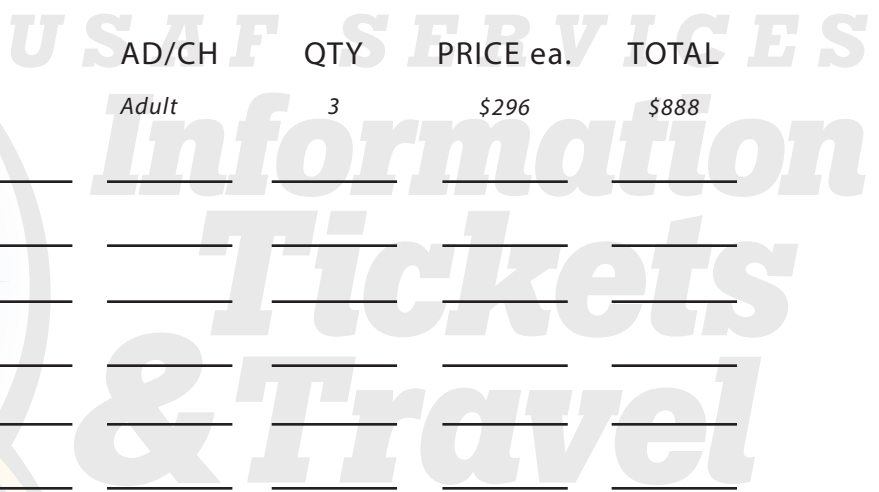 USAF SERVICES
AD/CH QTY PRICE ea. TOTAL
Adult 3 $296 $888
Information
Tickets
& Travel